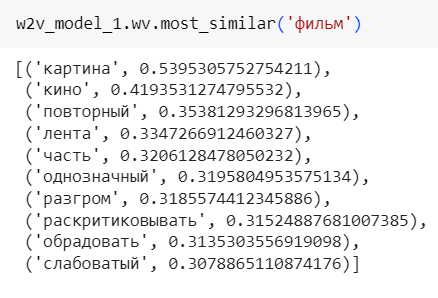 w2v_model_1.wv.most_similar('фильм')
[('картина', 0.5395305752754211),
('кино', 0.4193531274795532),
('повторный', 0.35381293296813965),
('лента', 0.3347266912460327),
('часть', 0.3206128478050232),
('однозначный', 0.3195804953575134),
('разгром', 0.3185574412345886),
('раскритиковывать', 0.31524887681007385),
('обрадовать', 0.3135303556919098),
('слабоватый', 0.3078865110874176)]